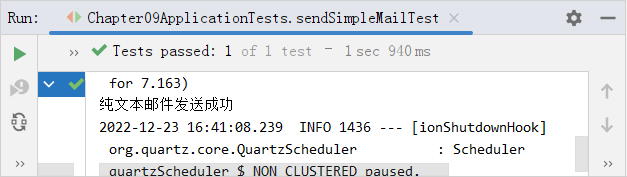 Run: Chapter09ApplicationTests.sendSimpleMailTest
Tests passed: 1 of 1 test – 1 sec 940 ms
for 7.163)
纯文本邮件发送成功
2022-12-23 16:41:08.239 INFO 1436 --- [ionShutdownHook]
org.quartz.core.QuartzScheduler : Scheduler
quartzScheduler_$_NON_CLUSTERED paused.